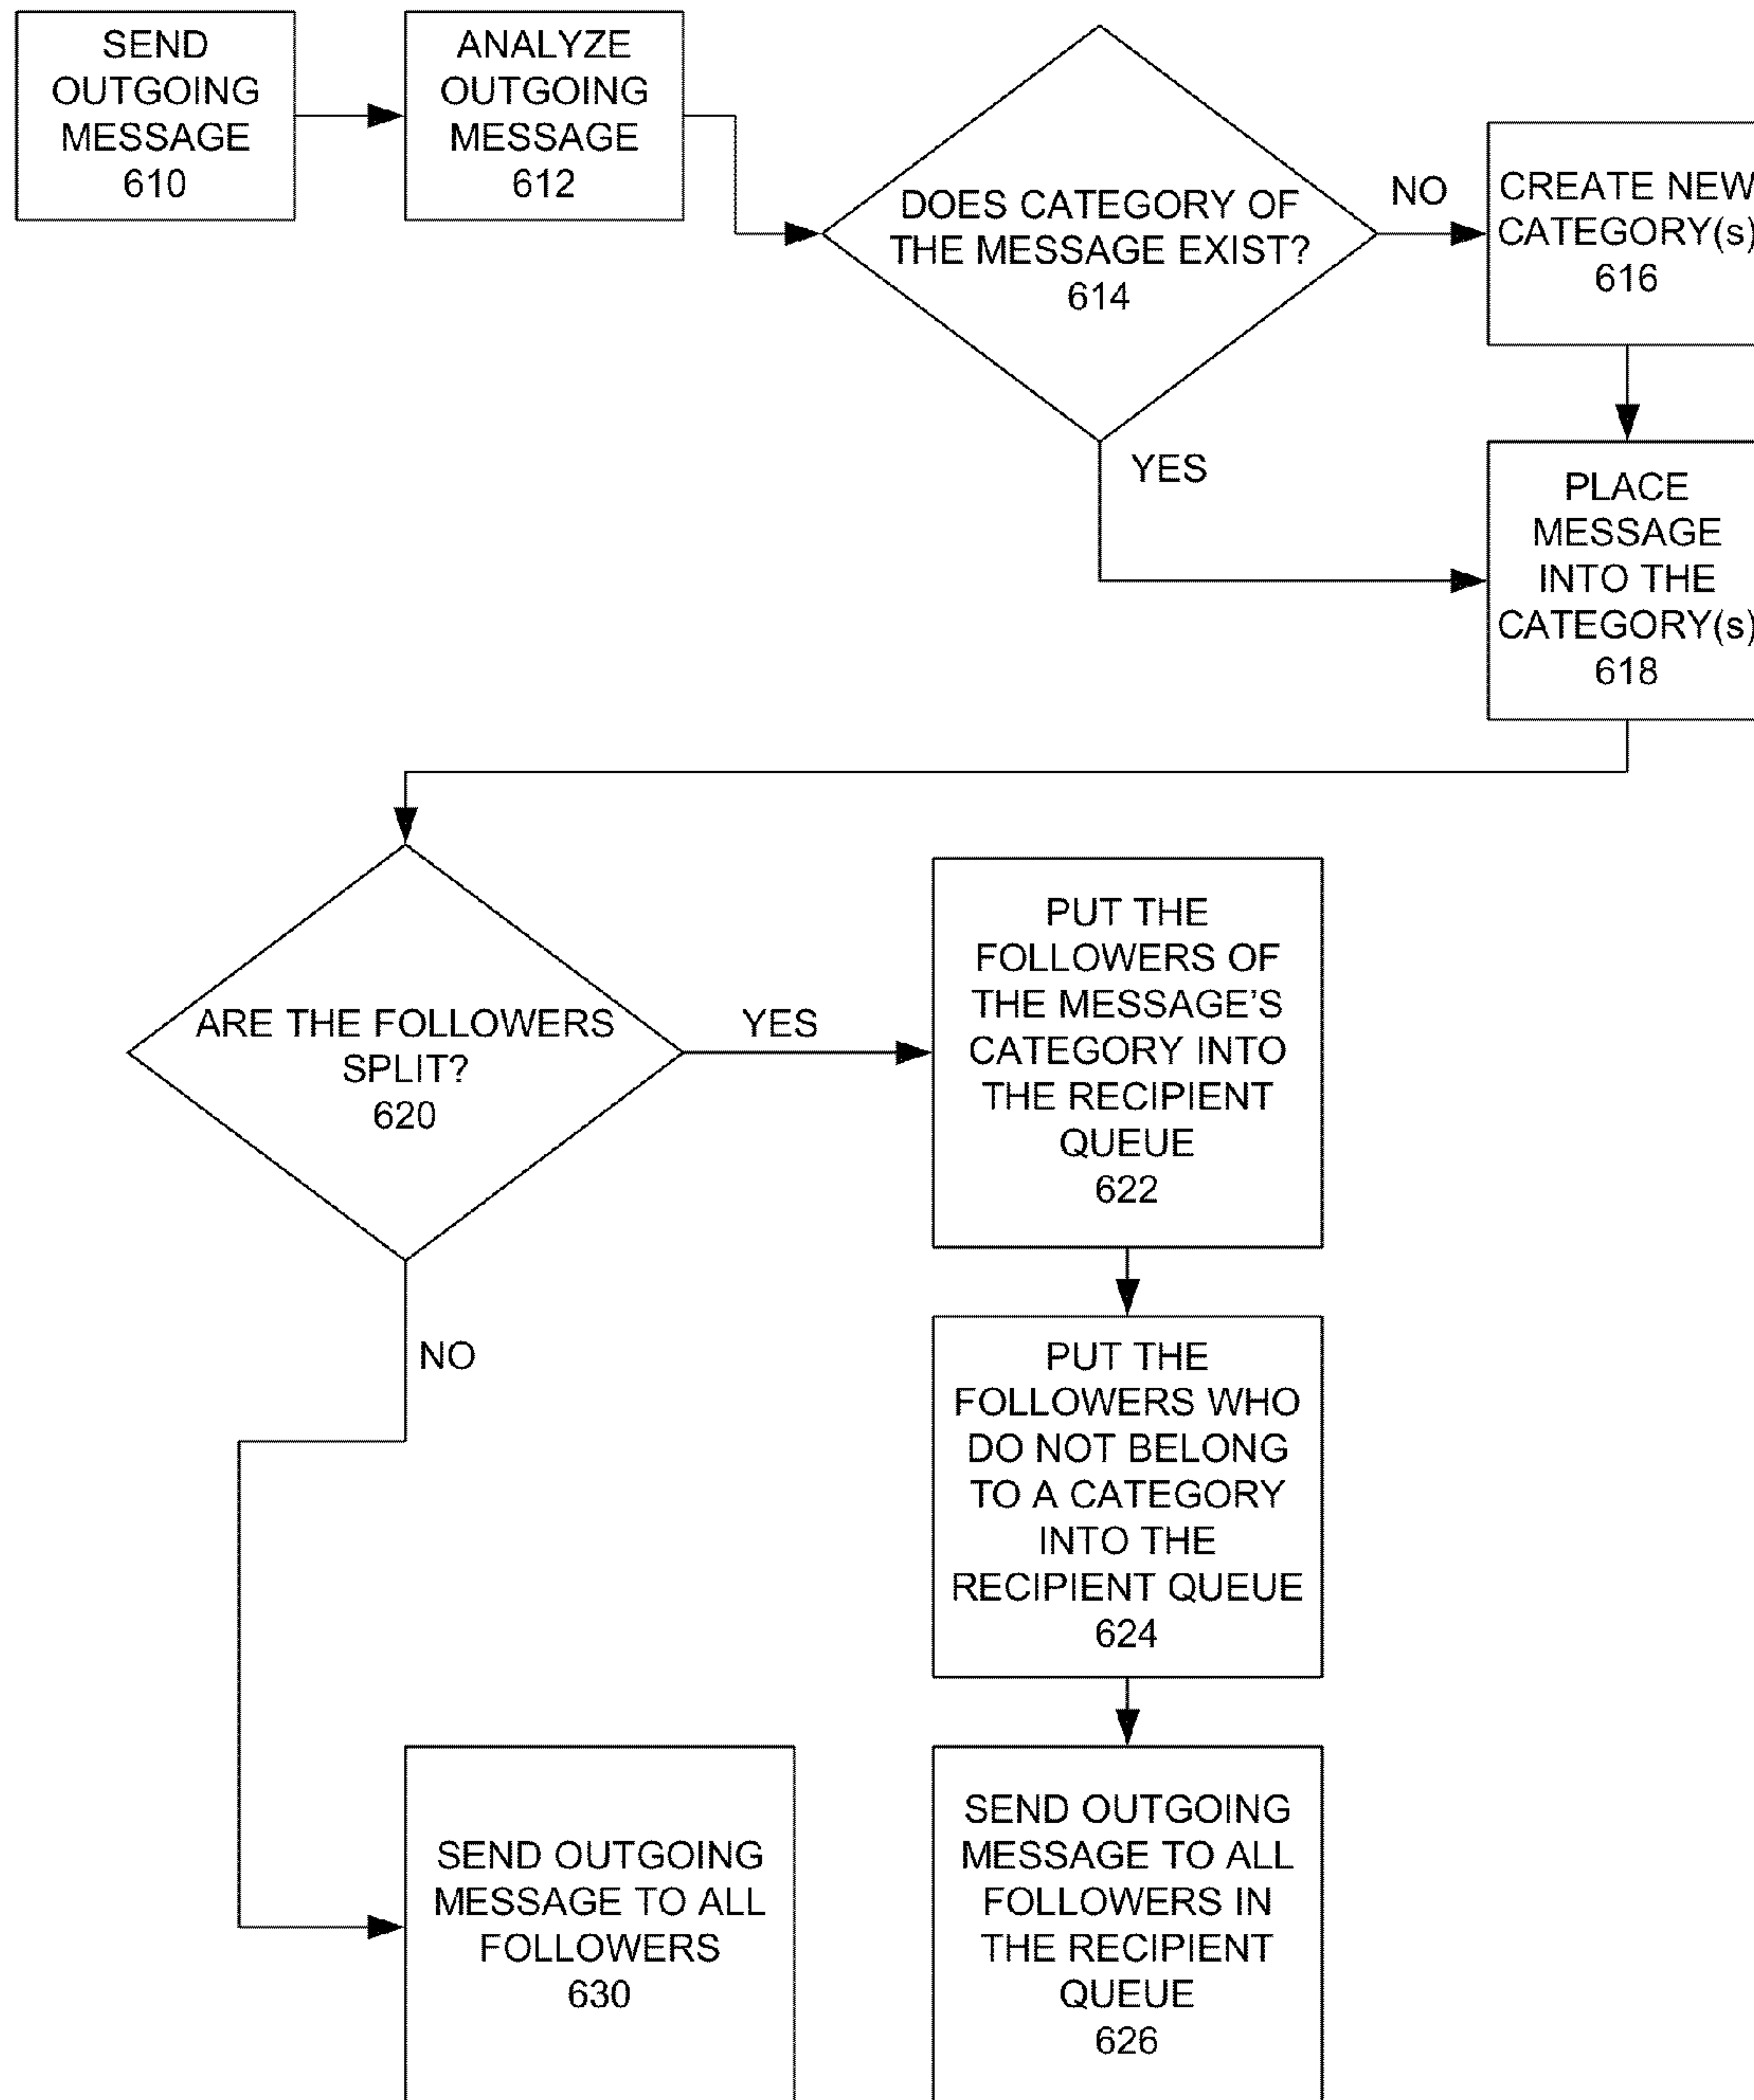 SEND
OUTGOING
MESSAGE
610
ANALYZE
OUTGOING
MESSAGE
612
DOES CATEGORY OF
THE MESSAGE EXIST?
614
NO
CREATE NEW
CATEGORY(s)
616
YES
PLACE
MESSAGE
INTO THE
CATEGORY(s)
618
ARE THE FOLLOWERS
SPLIT?
620
YES
PUT THE
FOLLOWERS OF
THE MESSAGE'S
CATEGORY INTO
THE RECIPIENT
QUEUE
622
NO
PUT THE
FOLLOWERS WHO
DO NOT BELONG
TO A CATEGORY
INTO THE
RECIPIENT QUEUE
624
SEND OUTGOING
MESSAGE TO ALL
FOLLOWERS
630
SEND OUTGOING
MESSAGE TO ALL
FOLLOWERS IN
THE RECIPIENT
QUEUE
626